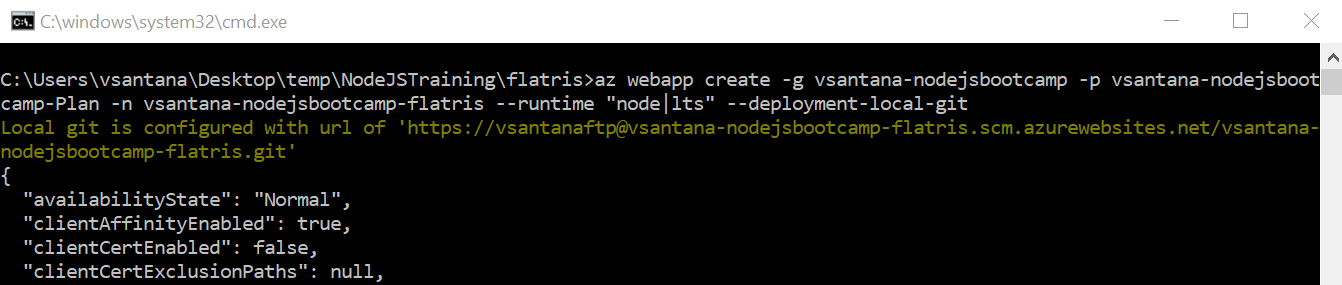 C:\windows\system32\cmd.exe
C:\Users\vsantana\Desktop\temp\NodeJSTraining\flatris>az webapp create -g vsantana-nodejsbootcamp -p vsantana-nodejsboot
camp-Plan -n vsantana-nodejsbootcamp-flatris --runtime "node|lts" --deployment-local-git
Local git is configured with url of 'https://vsantanaftp@vsantana-nodejsbootcamp-flatris.scm.azurewebsites.net/vsantana-
nodejsbootcamp-flatris.git'
{
  "availabilityState": "Normal",
  "clientAffinityEnabled": true,
  "clientCertEnabled": false,
  "clientCertExclusionPaths": null,